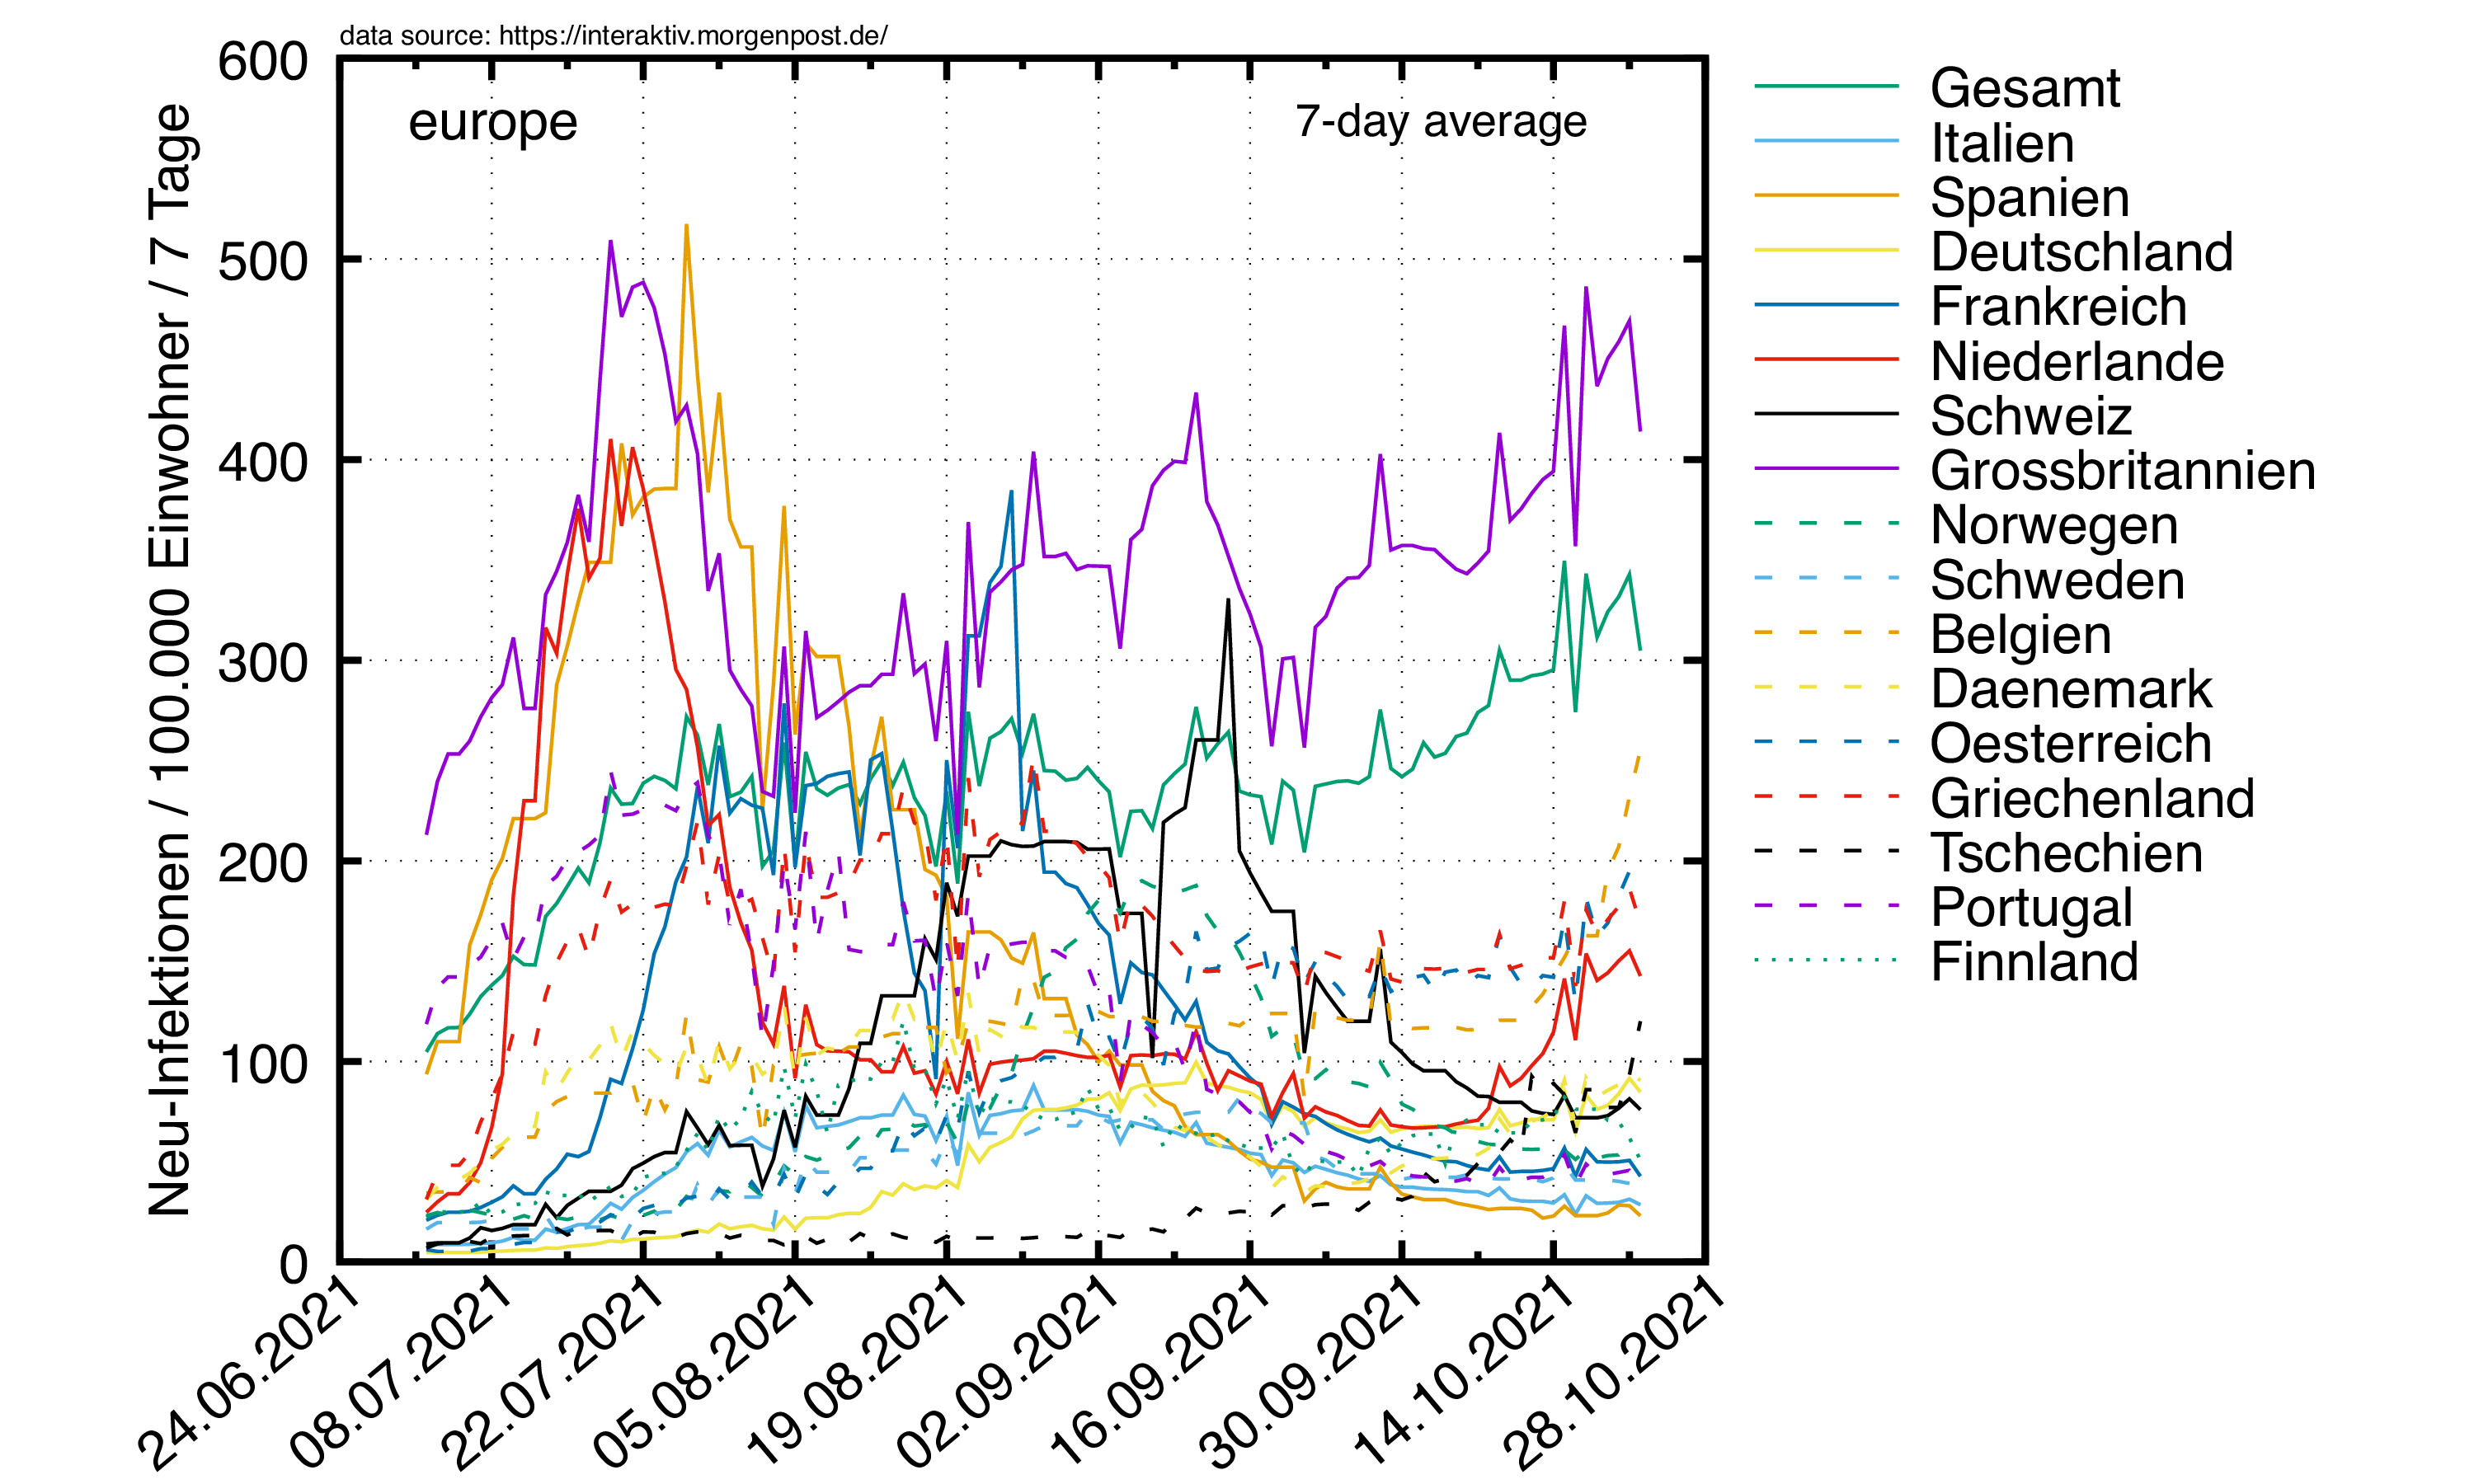 data source: https://interaktiv.morgenpost.de/
europe
7-day average
Neu-Infektionen / 100.000 Einwohner / 7 Tage
600
500
400
300
200
100
0
24.06.2021
08.07.2021
22.07.2021
05.08.2021
19.08.2021
02.09.2021
16.09.2021
30.09.2021
14.10.2021
28.10.2021
Gesamt
Italien
Spanien
Deutschland
Frankreich
Niederlande
Schweiz
Grossbritannien
Norwegen
Schweden
Belgien
Daenemark
Oesterreich
Griechenland
Tschechien
Portugal
Finnland